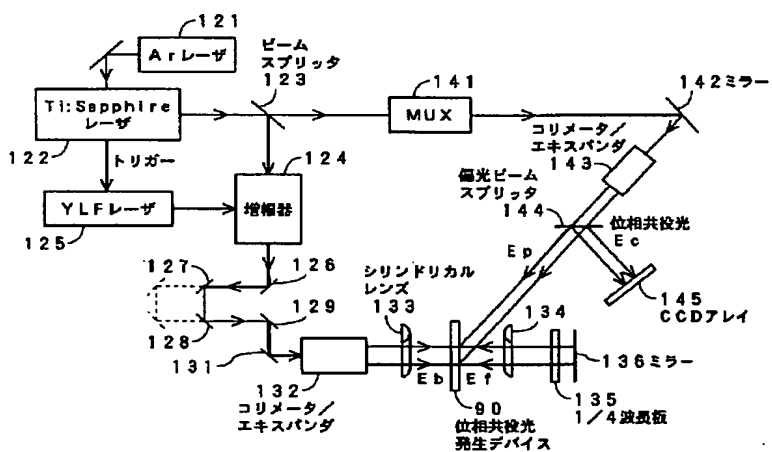 121
Arレーザ
ビーム
スプリッタ
123
Ti:Sapphire
レーザ
122
141
MUX
142ミラー
コリメータ/
エキスパンダ
143
トリガー
124
増幅器
YLFレーザ
125
偏光ビーム
スプリッタ
144
位相共役光
Ec
Ep
145
CCDアレイ
127
126
128
129
131
シリンドリカル
レンズ
133
134
132
コリメータ/
エキスパンダ
Eb
Ef
136ミラー
135
1/4波長板
90
位相共役光
発生デバイス